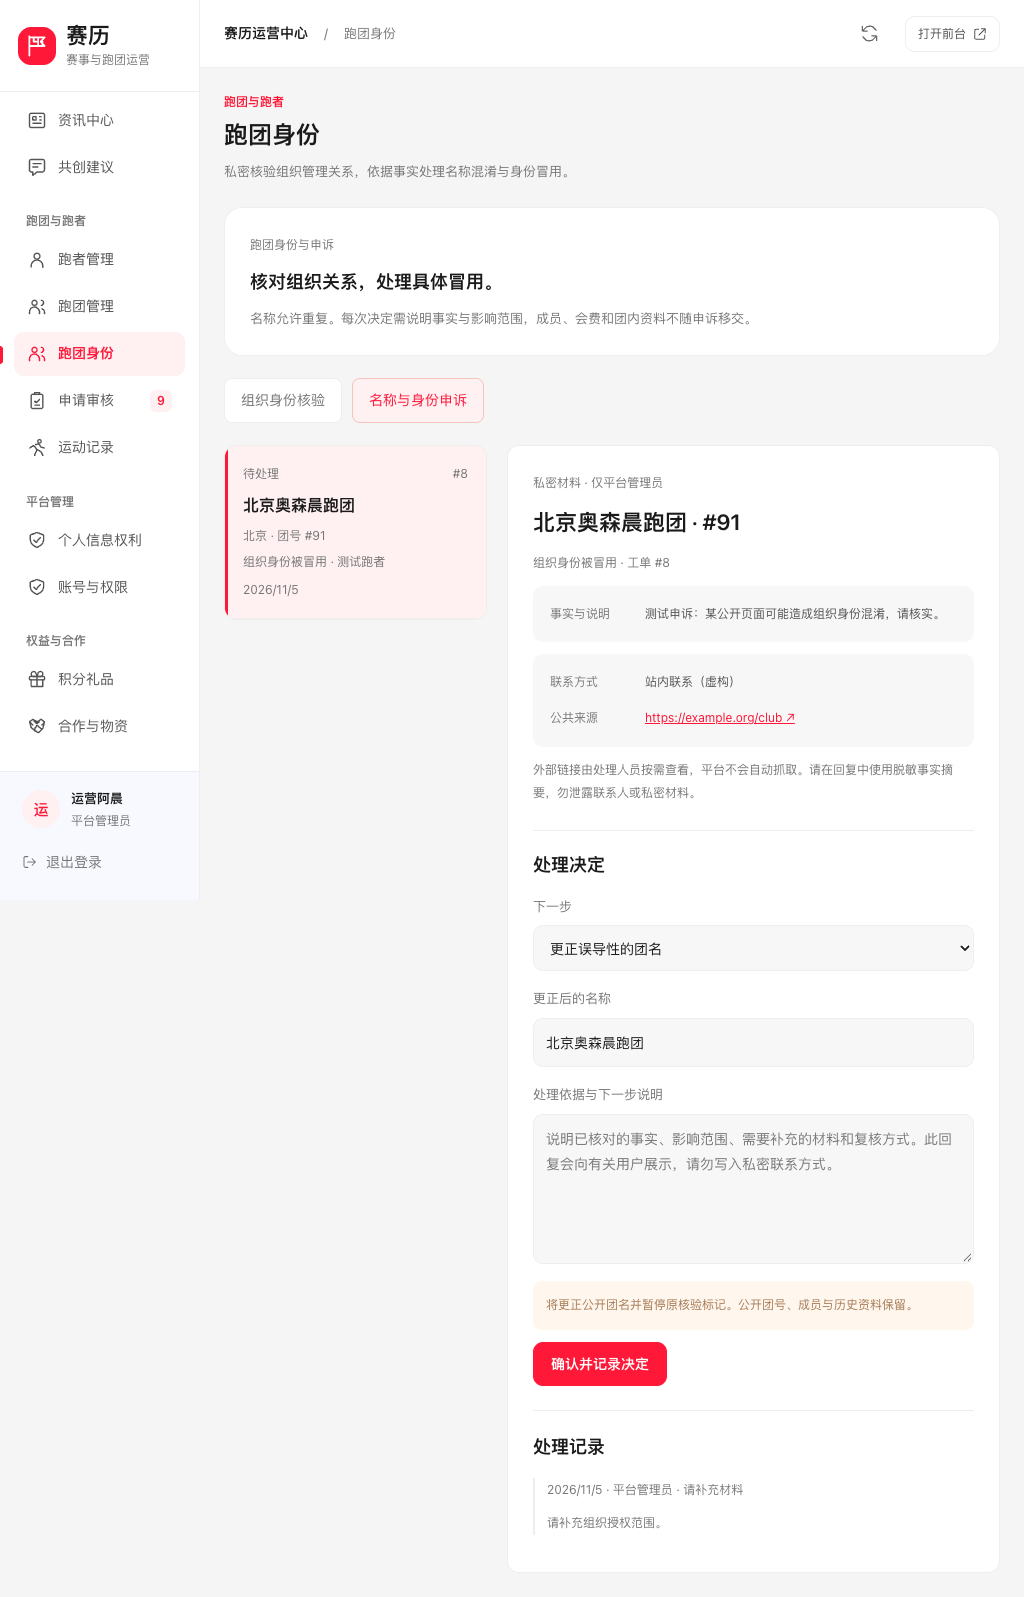 赛历
赛事与跑团运营
资讯中心
共创建议
跑团与跑者
跑者管理
跑团管理
跑团身份
申请审核 9
运动记录
平台管理
个人信息权利
账号与权限
权益与合作
积分礼品
合作与物资
运 运营阿晨
平台管理员
退出登录
赛历运营中心 / 跑团身份
打开前台
跑团与跑者
跑团身份
私密核验组织管理关系，依据事实处理名称混淆与身份冒用。
跑团身份与申诉
核对组织关系，处理具体冒用。
名称允许重复。每次决定需说明事实与影响范围，成员、会费和团内资料不随申诉移交。
组织身份核验 名称与身份申诉
待处理 #8
北京奥森晨跑团
北京 · 团号 #91
组织身份被冒用 · 测试跑者
2026/11/5
私密材料 · 仅平台管理员
北京奥森晨跑团 · #91
组织身份被冒用 · 工单 #8
事实与说明 测试申诉：某公开页面可能造成组织身份混淆，请核实。
联系方式 站内联系（虚构）
公共来源 https://example.org/club ↗
外部链接由处理人员按需查看，平台不会自动抓取。请在回复中使用脱敏事实摘
要，勿泄露联系人或私密材料。
处理决定
下一步
更正误导性的团名
更正后的名称
北京奥森晨跑团
处理依据与下一步说明
说明已核对的事实、影响范围、需要补充的材料和复核方式。此回
复会向有关用户展示，请勿写入私密联系方式。
将更正公开团名并暂停原核验标记。公开团号、成员与历史资料保留。
确认并记录决定
处理记录
2026/11/5 · 平台管理员 · 请补充材料
请补充组织授权范围。